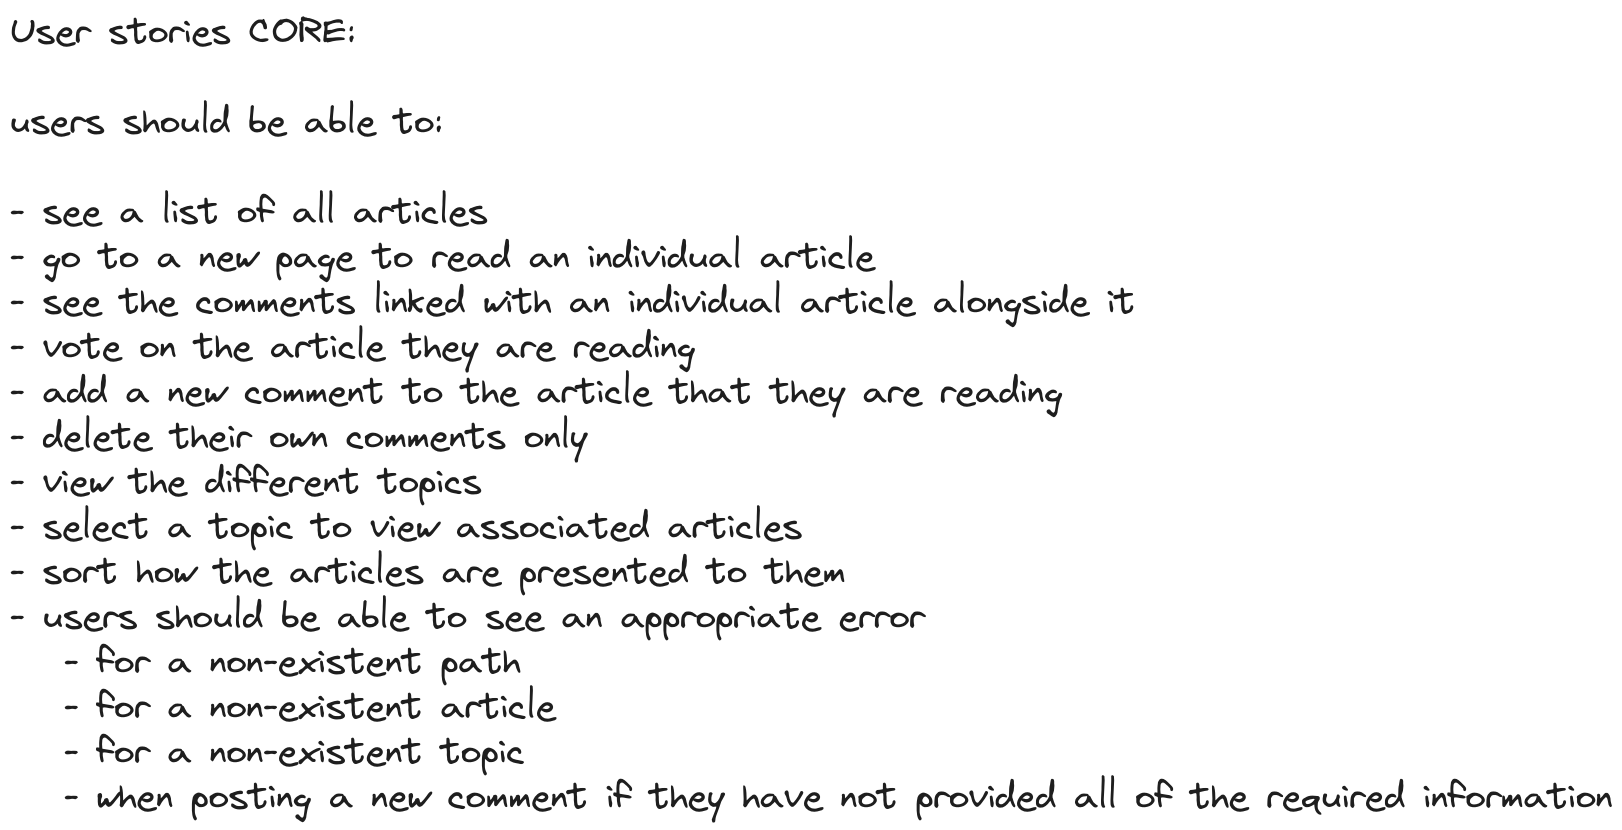 User stories CORE:
users should be able to:
- see a list of all articles
- go to a new page to read an individual article
- see the comments linked with an individual article alongside it
- vote on the article they are reading
- add a new comment to the article that they are reading
- delete their own comments only
- view the different topics
- select a topic to view associated articles
- sort how the articles are presented to them
- users should be able to see an appropriate error
- for a non-existent path
- for a non-existent article
- for a non-existent topic
- when posting a new comment if they have not provided all of the required information